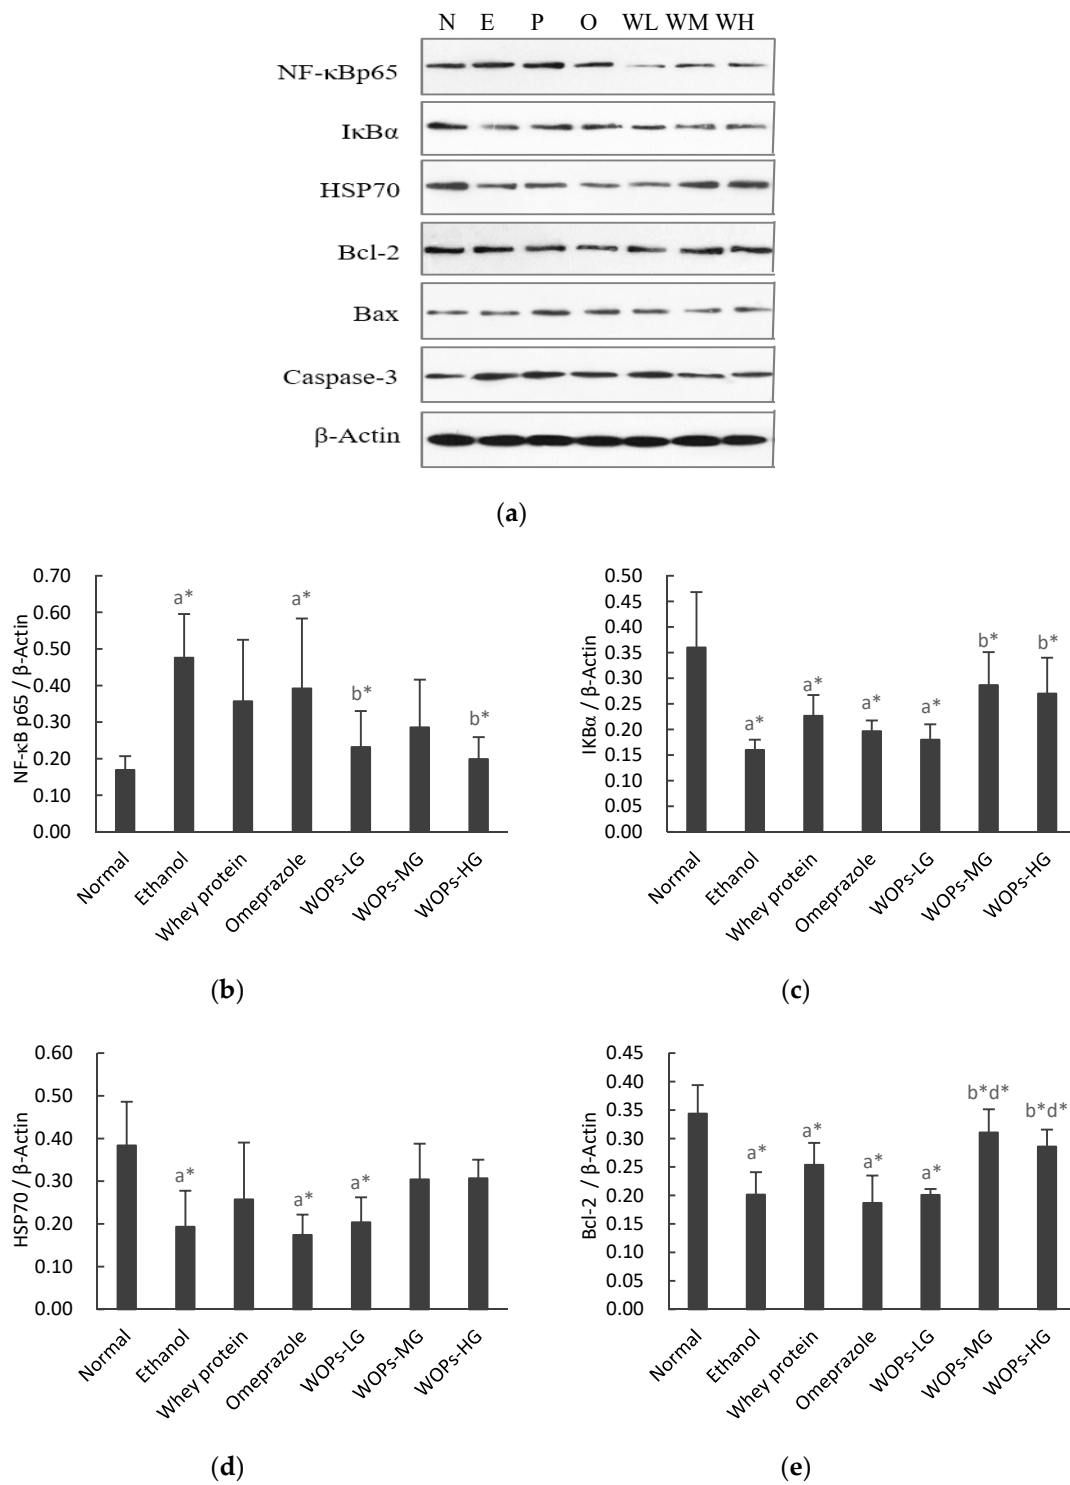 N E P O WL WM WH
NF-κBp65
IκBα
HSP70
Bcl-2
Bax
Caspase-3
β-Actin
(a)
NF-κB p65 / β-Actin
0.70
0.60
0.50
0.40
0.30
0.20
0.10
0.00
a*
a*
b*
b*
Normal
Ethanol
Whey protein
Omeprazole
WOPs-LG
WOPs-MG
WOPs-HG
(b)
IKBα / β-Actin
0.50
0.45
0.40
0.35
0.30
0.25
0.20
0.15
0.10
0.05
0.00
a*
a*
a*
a*
b*
b*
Normal
Ethanol
Whey protein
Omeprazole
WOPs-LG
WOPs-MG
WOPs-HG
(c)
HSP70 / β-Actin
0.60
0.50
0.40
0.30
0.20
0.10
0.00
a*
a*
a*
Normal
Ethanol
Whey protein
Omeprazole
WOPs-LG
WOPs-MG
WOPs-HG
(d)
Bcl-2 / β-Actin
0.45
0.40
0.35
0.30
0.25
0.20
0.15
0.10
0.05
0.00
a*
a*
a*
a*
b*d*
b*d*
Normal
Ethanol
Whey protein
Omeprazole
WOPs-LG
WOPs-MG
WOPs-HG
(e)